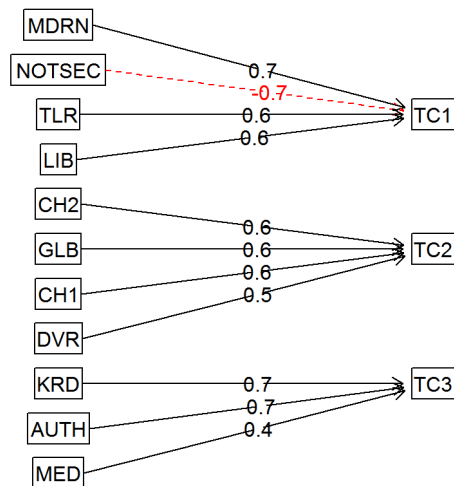 MDRN
0.7
NOTSEC
-0.7
TLR
0.6
TC1
LIB
0.6
CH2
0.6
GLB
0.6
TC2
CH1
0.6
DVR
0.5
KRD
0.7
TC3
AUTH
0.7
MED
0.4